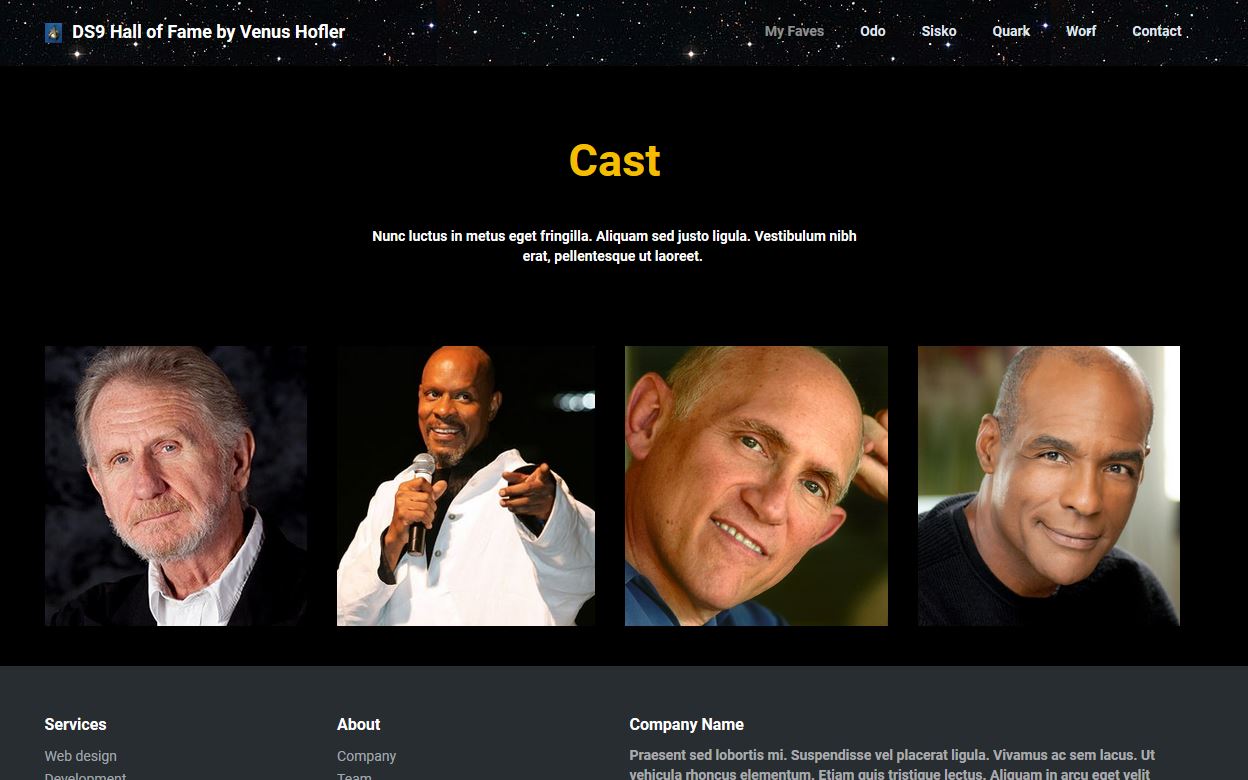 DS9 Hall of Fame by Venus Hofler
My Faves Odo Sisko Quark Worf Contact
Cast
Nunc luctus in metus eget fringilla. Aliquam sed justo ligula. Vestibulum nibh
erat, pellentesque ut laoreet.
Services
Web design
Development
About
Company
Team
Company Name
Praesent sed lobortis mi. Suspendisse vel placerat ligula. Vivamus ac sem lacus. Ut
vehicula rhoncus elementum. Etiam quis tristique lectus. Aliquam in arcu eget velit